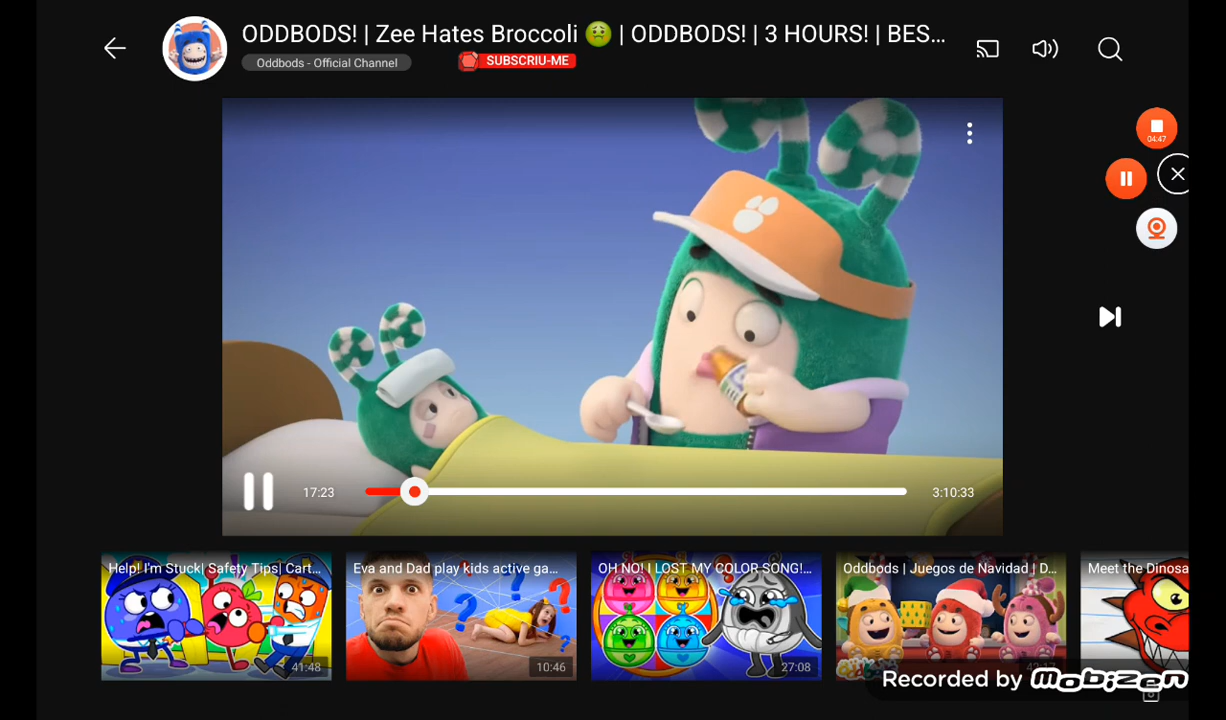 ODDBODS! | Zee Hates Broccoli 🤢 | ODDBODS! | 3 HOURS! | BES...
Oddbods - Official Channel
SUBSCRIU-ME
04:47
17:23
3:10:33
Help! I'm Stuck| Safety Tips| Cart...
41:48
Eva and Dad play kids active ga...
10:46
OH NO! I LOST MY COLOR SONG!...
27:08
Oddbods | Juegos de Navidad | D...
Meet the Dinosa
Recorded by mobizen